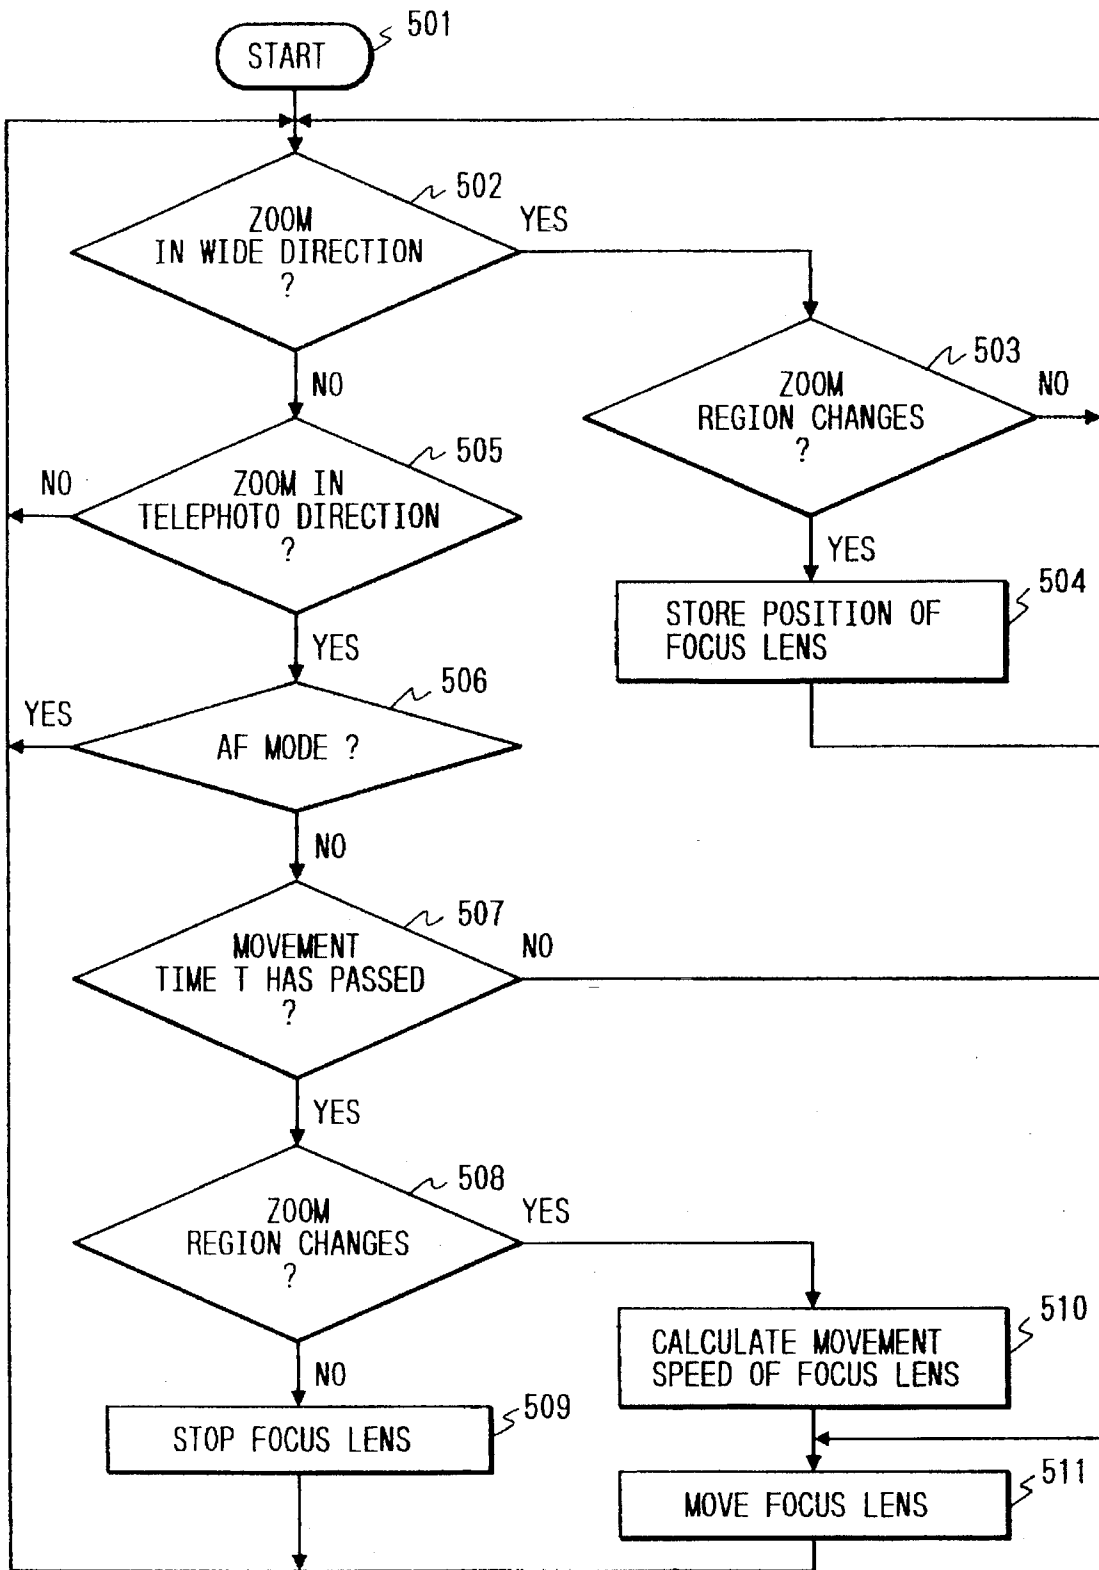 START
501
ZOOM
IN WIDE DIRECTION
?
502
YES
NO
ZOOM
REGION CHANGES
?
503
NO
YES
STORE POSITION OF
FOCUS LENS
504
ZOOM IN
TELEPHOTO DIRECTION
?
505
NO
YES
AF MODE ?
506
YES
NO
MOVEMENT
TIME T HAS PASSED
?
507
NO
YES
ZOOM
REGION CHANGES
?
508
YES
NO
STOP FOCUS LENS
509
CALCULATE MOVEMENT
SPEED OF FOCUS LENS
510
MOVE FOCUS LENS
511